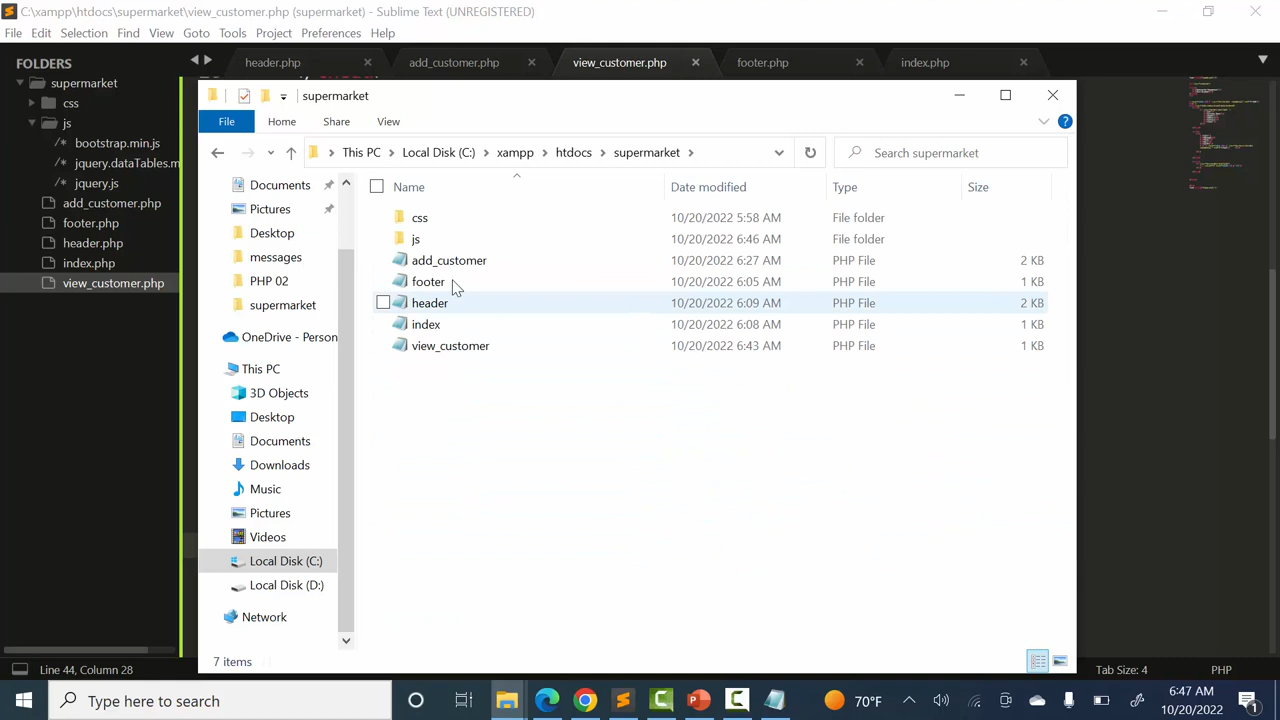 C:\xampp\htdocs\supermarket\view_customer.php (supermarket) - Sublime Text (UNREGISTERED)
File Edit Selection Find View Goto Tools Project Preferences Help
FOLDERS
supermarket
css
js
/* bootstrap.min.js
/* jquery.dataTables.m
/* jquery.js
add_customer.php
footer.php
header.php
index.php
view_customer.php
header.php
add_customer.php
view_customer.php
footer.php
index.php
supermarket
File Home Share View
This PC Local Disk (C:) xampp htdocs supermarket
Search supermarket
Documents
Pictures
Desktop
messages
PHP 02
supermarket
OneDrive - Person
This PC
3D Objects
Desktop
Documents
Downloads
Music
Pictures
Videos
Local Disk (C:)
Local Disk (D:)
Network
Name Date modified Type Size
css 10/20/2022 5:58 AM File folder
js 10/20/2022 6:46 AM File folder
add_customer 10/20/2022 6:27 AM PHP File 2 KB
footer 10/20/2022 6:05 AM PHP File 1 KB
header 10/20/2022 6:09 AM PHP File 2 KB
index 10/20/2022 6:08 AM PHP File 1 KB
view_customer 10/20/2022 6:43 AM PHP File 1 KB
7 items
Line 44, Column 28
Tab Size: 4
PHP
Type here to search
70°F
6:47 AM
10/20/2022